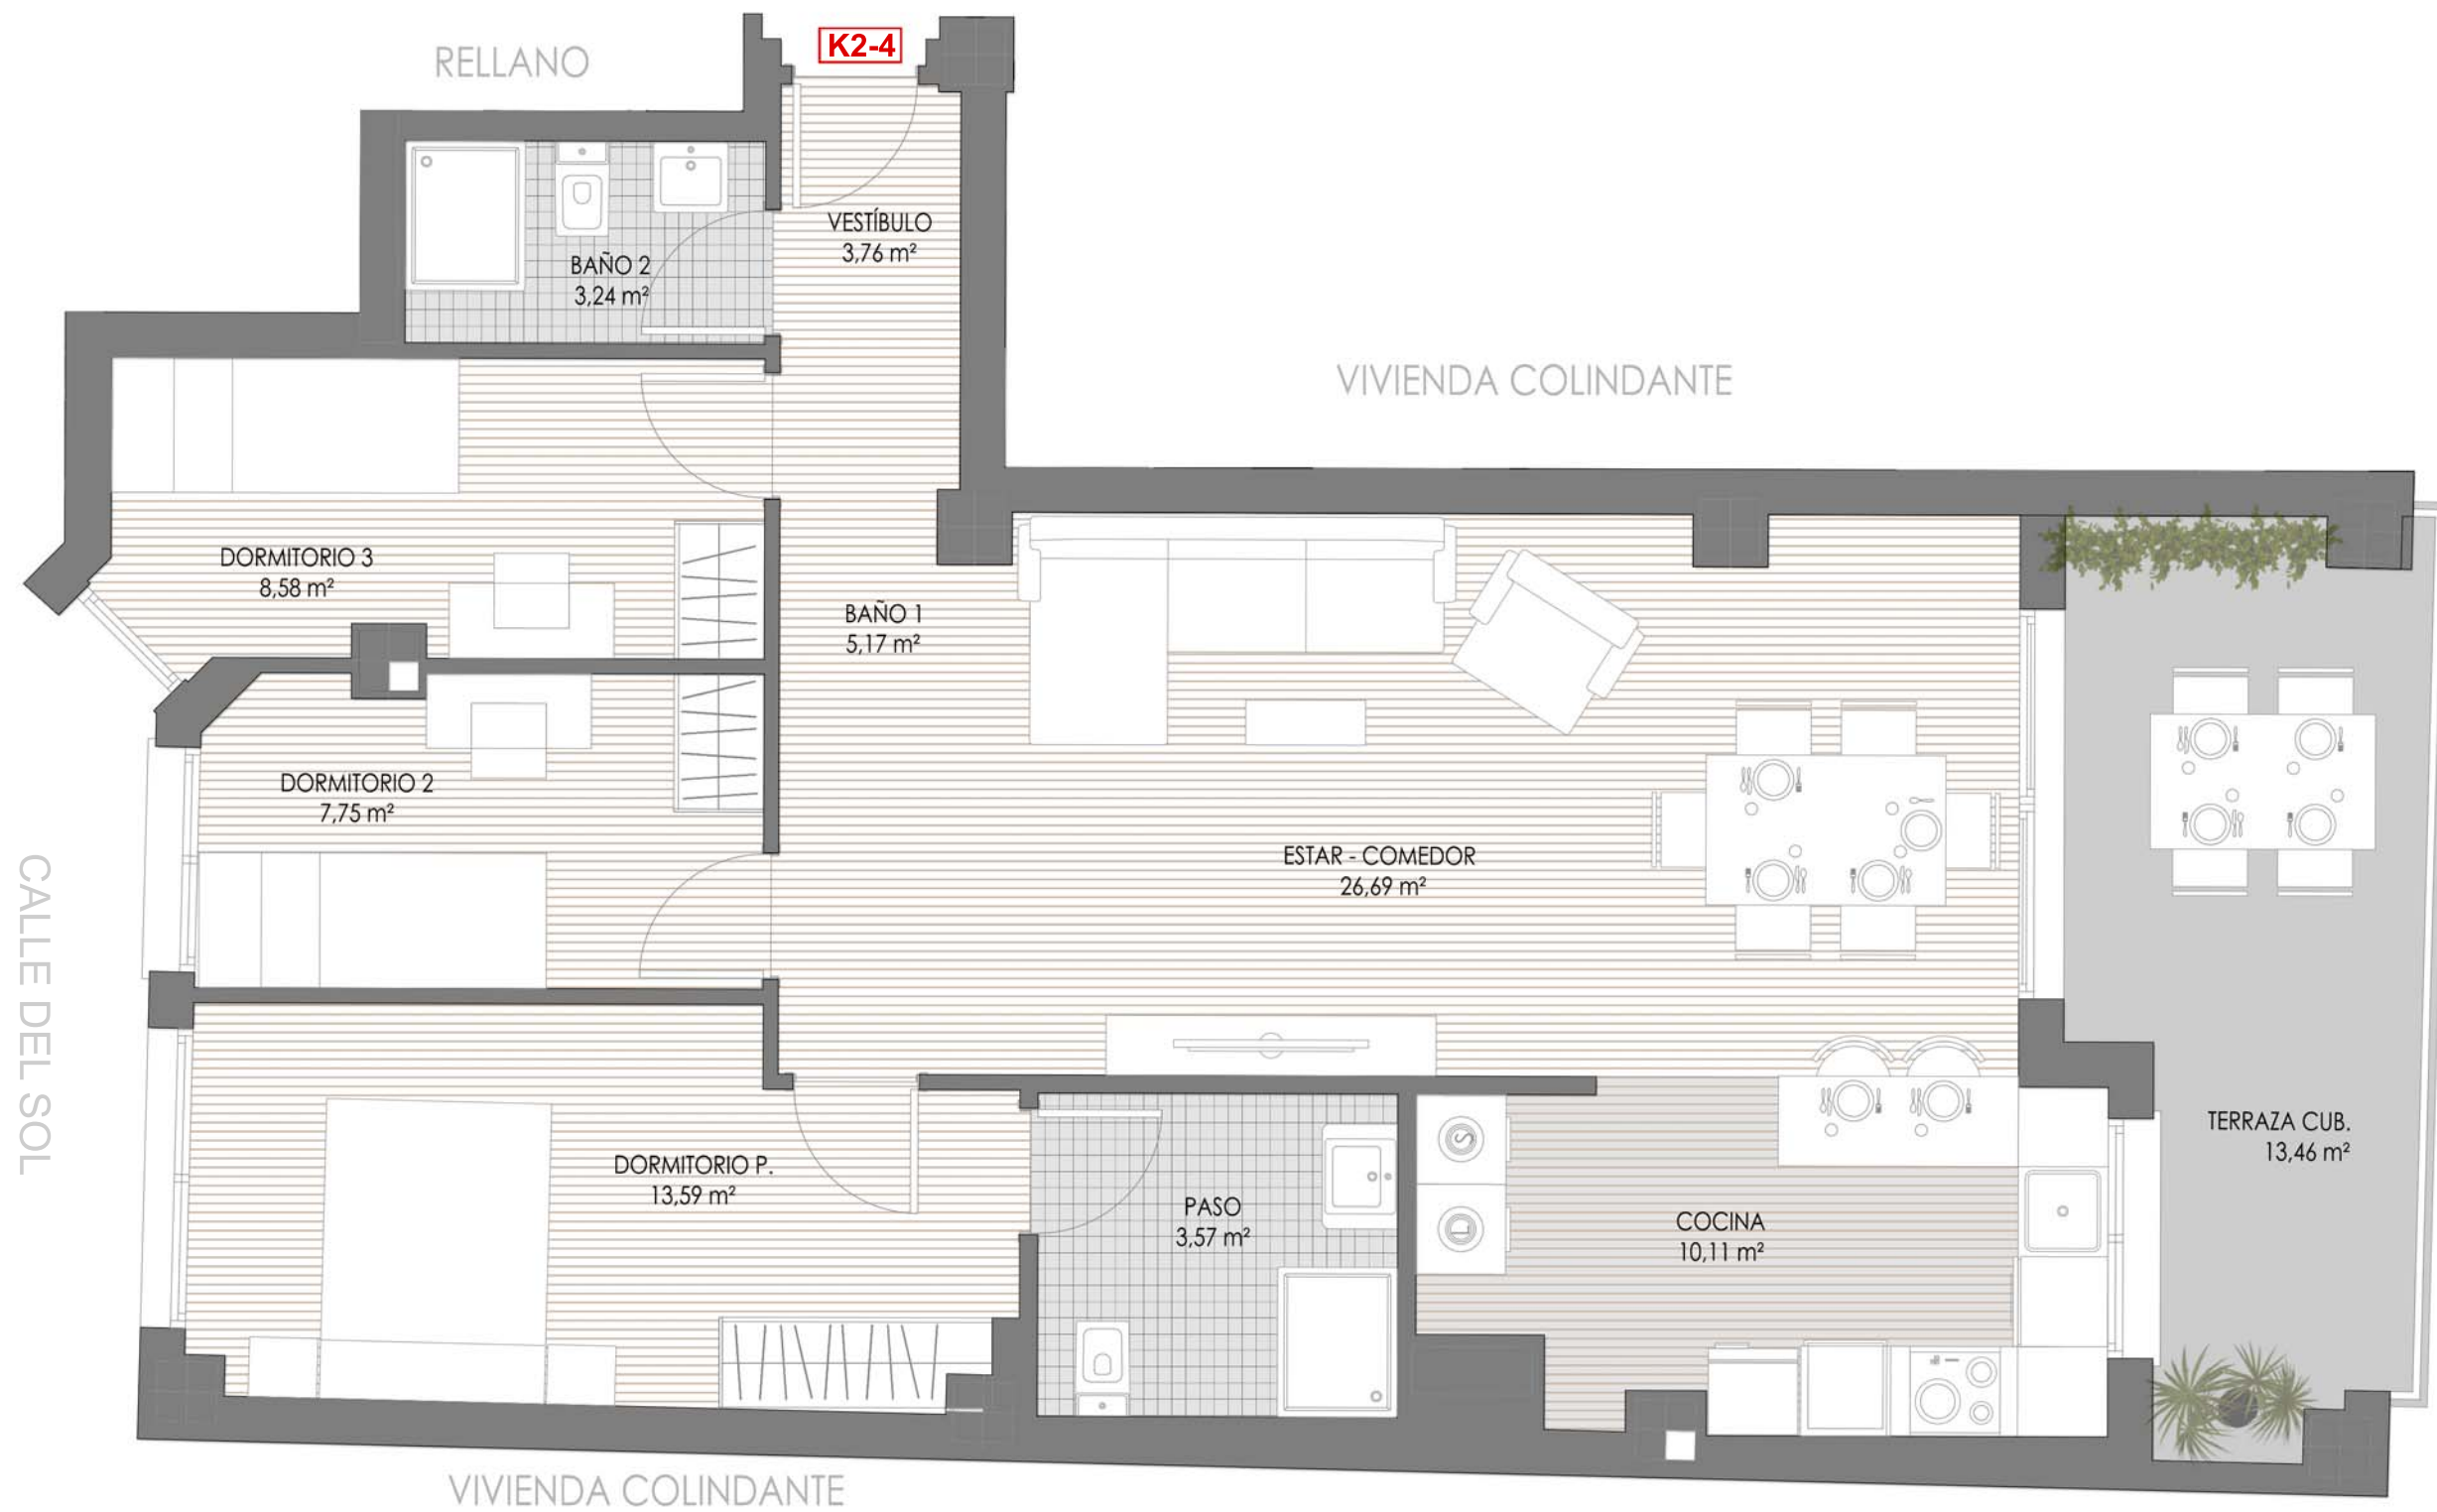 RELLANO
K2-4
VESTÍBULO
3,76 m²
BAÑO 2
3,24 m²
VIVIENDA COLINDANTE
DORMITORIO 3
8,58 m²
BAÑO 1
5,17 m²
DORMITORIO 2
7,75 m²
ESTAR - COMEDOR
26,69 m²
CALLE DEL SOL
TERRAZA CUB.
13,46 m²
DORMITORIO P.
13,59 m²
PASO
3,57 m²
S
L
COCINA
10,11 m²
VIVIENDA COLINDANTE